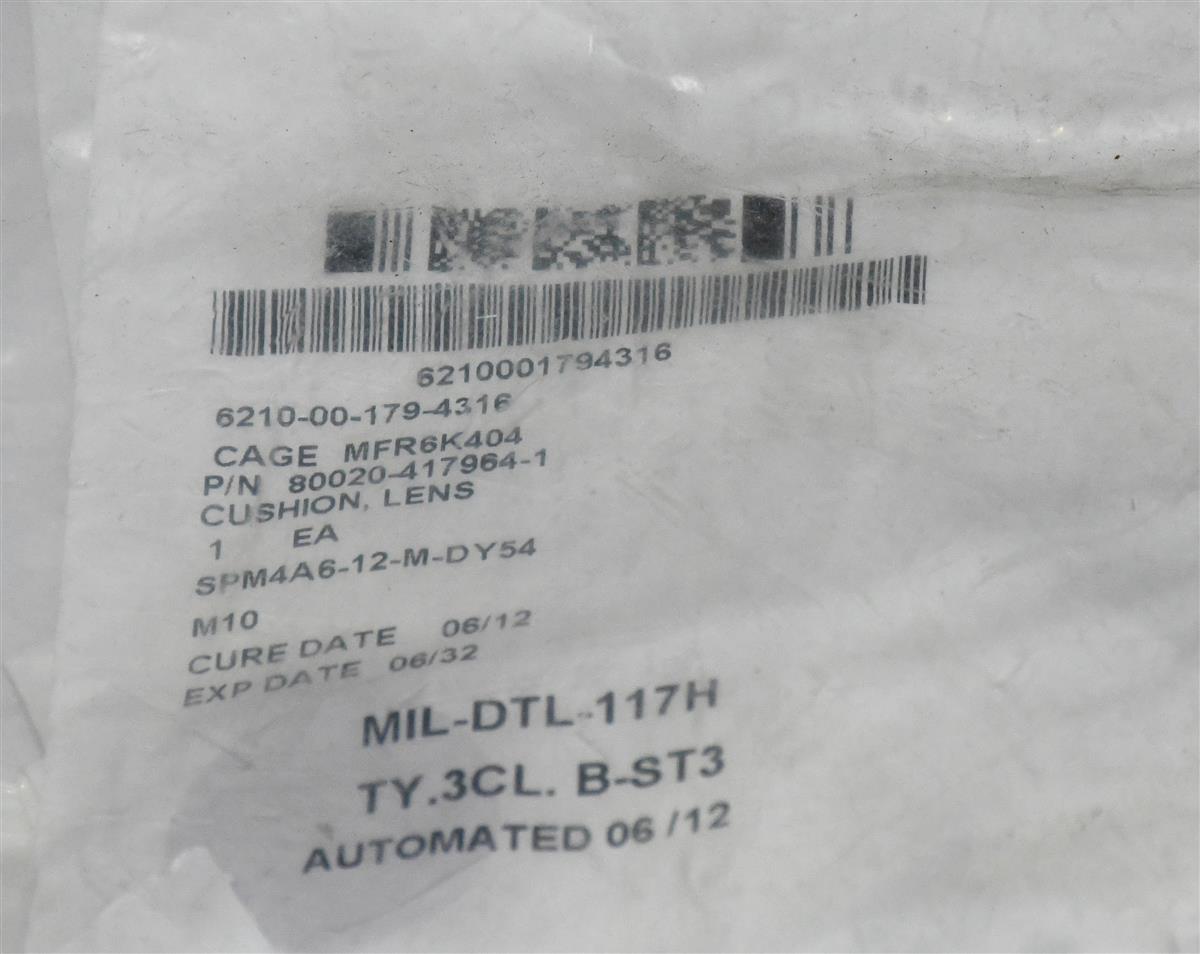 6210001794316
6210-00-179-4316
CAGE MFR6K404
P/N 80020-417964-1
CUSHION, LENS
1 EA
SPM4A6-12-M-DY54
M10
CURE DATE 06/12
EXP DATE 06/32
MIL-DTL-117H
TY.3CL. B-ST3
AUTOMATED 06 /12